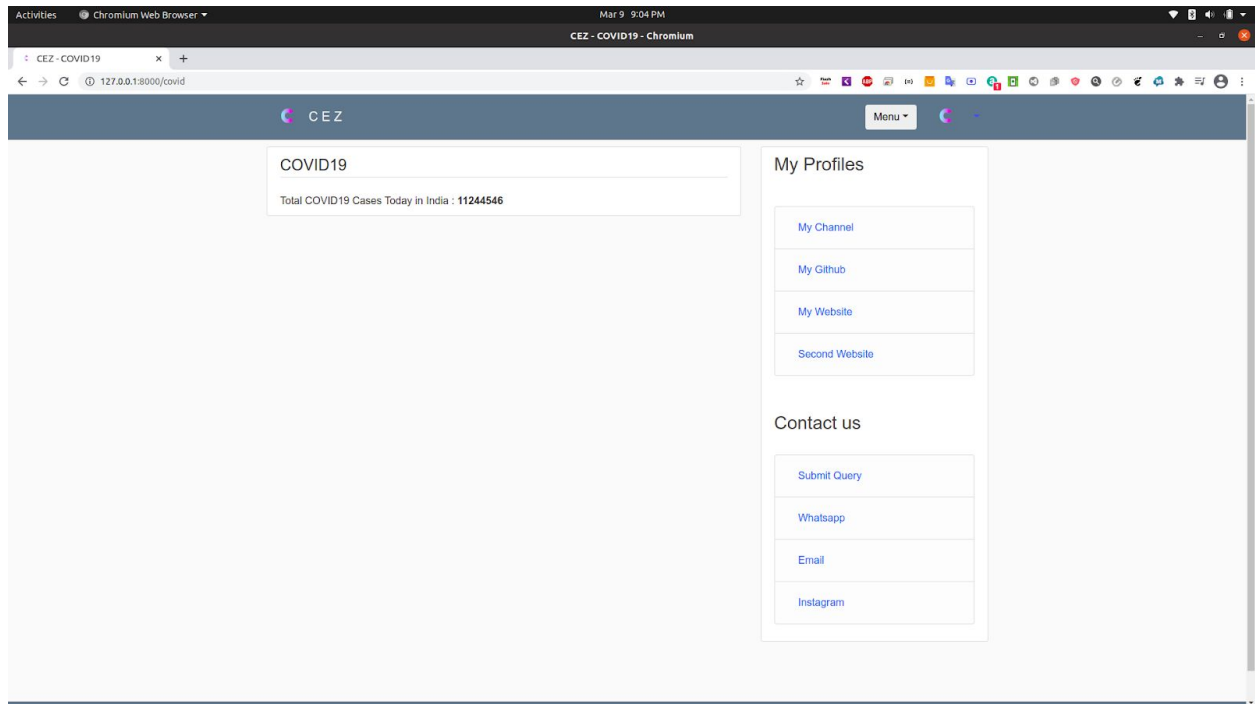 Activities Chromium Web Browser Mar 9 9:04 PM
CEZ - COVID19 - Chromium
CEZ - COVID19
127.0.0.1:8000/covid
CEZ Menu
COVID19
Total COVID19 Cases Today in India : 11244546
My Profiles
My Channel
My Github
My Website
Second Website
Contact us
Submit Query
Whatsapp
Email
Instagram